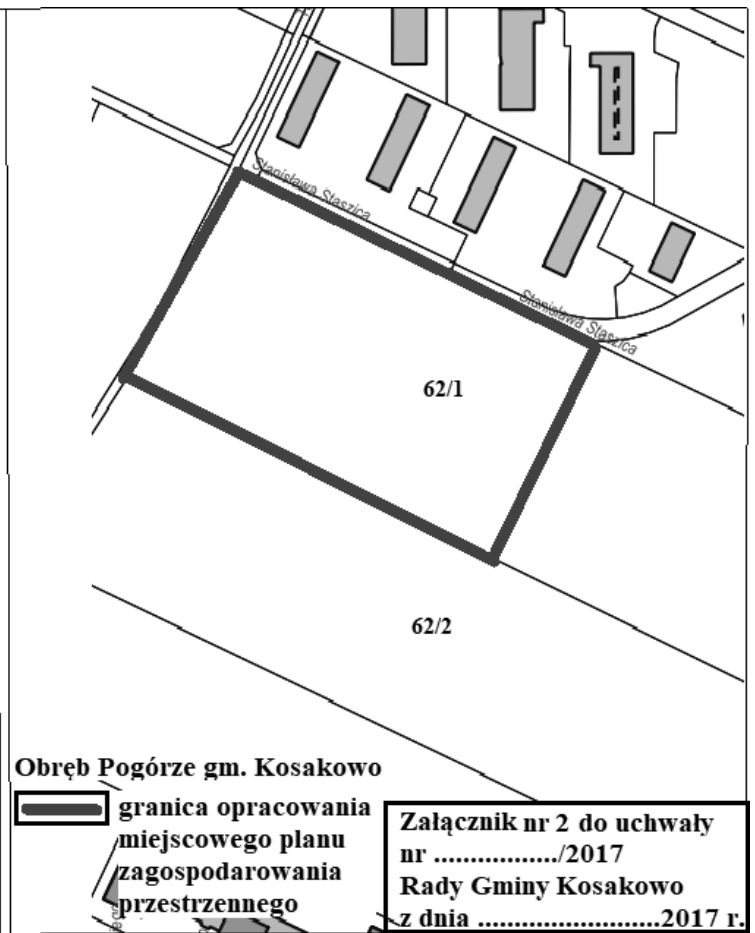 Stanisława Staszica
Stanisława Staszica
62/1
62/2
Obręb Pogórze gm. Kosakowo
granica opracowania
miejscowego planu
zagospodarowania
przestrzennego
Załącznik nr 2 do uchwały
nr ................../2017
Rady Gminy Kosakowo
z dnia ..........................2017 r.